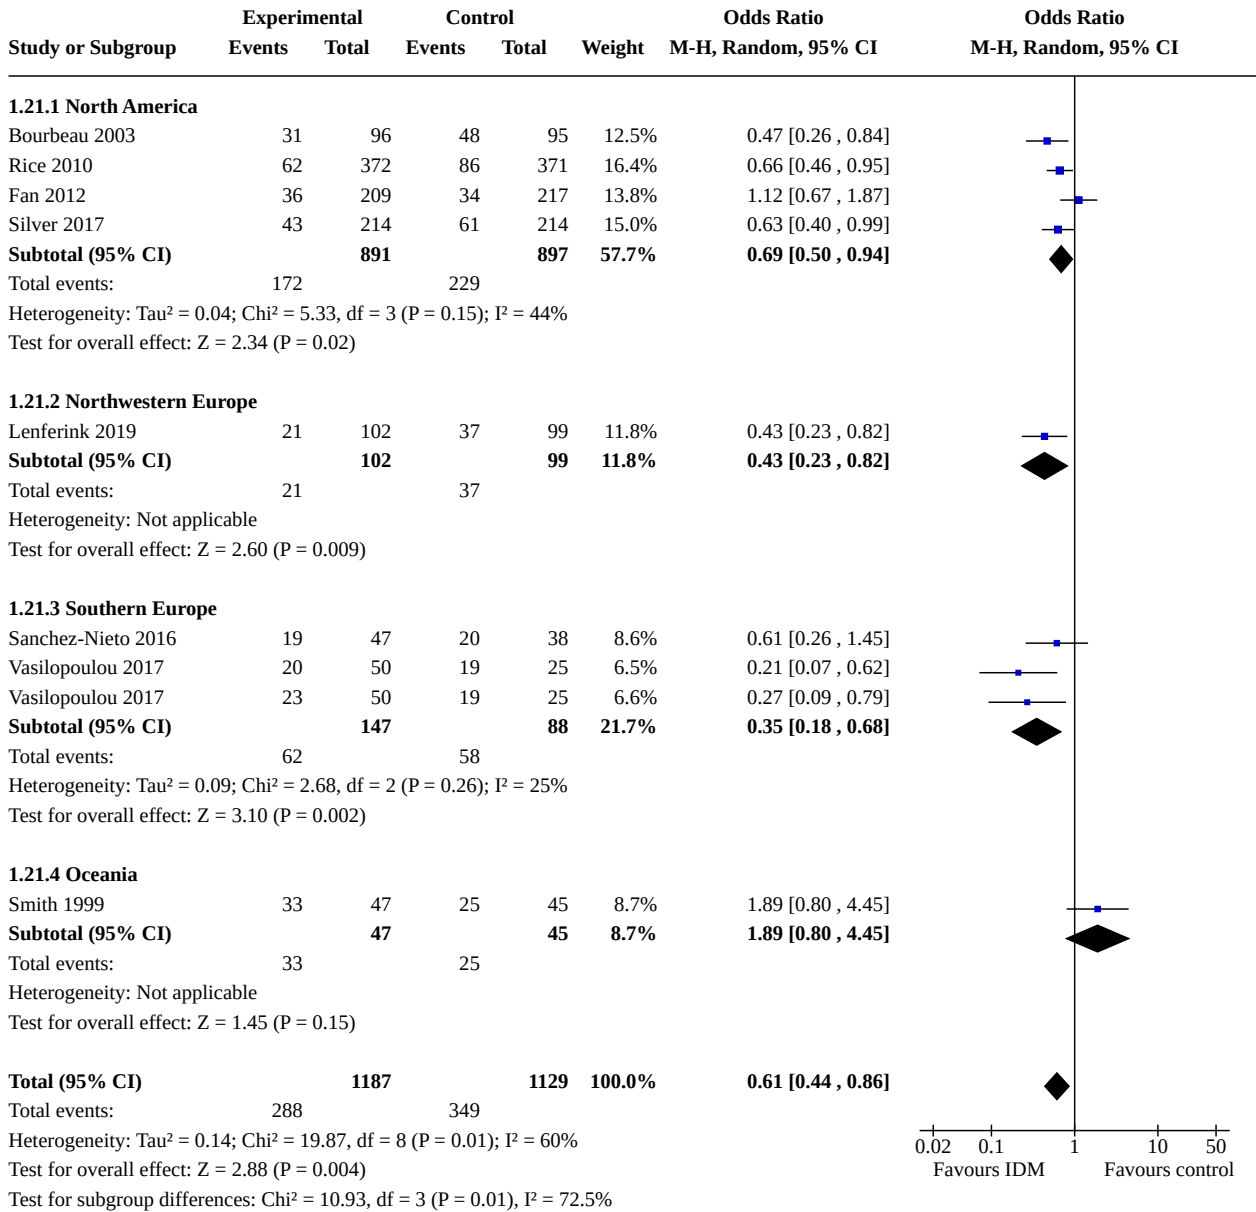 Experimental Control Odds Ratio Odds Ratio
Study or Subgroup Events Total Events Total Weight M-H, Random, 95% CI M-H, Random, 95% CI
1.21.1 North America
Bourbeau 2003 31 96 48 95 12.5% 0.47 [0.26 , 0.84]
Rice 2010 62 372 86 371 16.4% 0.66 [0.46 , 0.95]
Fan 2012 36 209 34 217 13.8% 1.12 [0.67 , 1.87]
Silver 2017 43 214 61 214 15.0% 0.63 [0.40 , 0.99]
Subtotal (95% CI) 891 897 57.7% 0.69 [0.50 , 0.94]
Total events: 172 229
Heterogeneity: Tau² = 0.04; Chi² = 5.33, df = 3 (P = 0.15); I² = 44%
Test for overall effect: Z = 2.34 (P = 0.02)
1.21.2 Northwestern Europe
Lenferink 2019 21 102 37 99 11.8% 0.43 [0.23 , 0.82]
Subtotal (95% CI) 102 99 11.8% 0.43 [0.23 , 0.82]
Total events: 21 37
Heterogeneity: Not applicable
Test for overall effect: Z = 2.60 (P = 0.009)
1.21.3 Southern Europe
Sanchez-Nieto 2016 19 47 20 38 8.6% 0.61 [0.26 , 1.45]
Vasilopoulou 2017 20 50 19 25 6.5% 0.21 [0.07 , 0.62]
Vasilopoulou 2017 23 50 19 25 6.6% 0.27 [0.09 , 0.79]
Subtotal (95% CI) 147 88 21.7% 0.35 [0.18 , 0.68]
Total events: 62 58
Heterogeneity: Tau² = 0.09; Chi² = 2.68, df = 2 (P = 0.26); I² = 25%
Test for overall effect: Z = 3.10 (P = 0.002)
1.21.4 Oceania
Smith 1999 33 47 25 45 8.7% 1.89 [0.80 , 4.45]
Subtotal (95% CI) 47 45 8.7% 1.89 [0.80 , 4.45]
Total events: 33 25
Heterogeneity: Not applicable
Test for overall effect: Z = 1.45 (P = 0.15)
Total (95% CI) 1187 1129 100.0% 0.61 [0.44 , 0.86]
Total events: 288 349
Heterogeneity: Tau² = 0.14; Chi² = 19.87, df = 8 (P = 0.01); I² = 60%
0.02 0.1 1 10 50
Test for overall effect: Z = 2.88 (P = 0.004)
Favours IDM Favours control
Test for subgroup differences: Chi² = 10.93, df = 3 (P = 0.01), I² = 72.5%